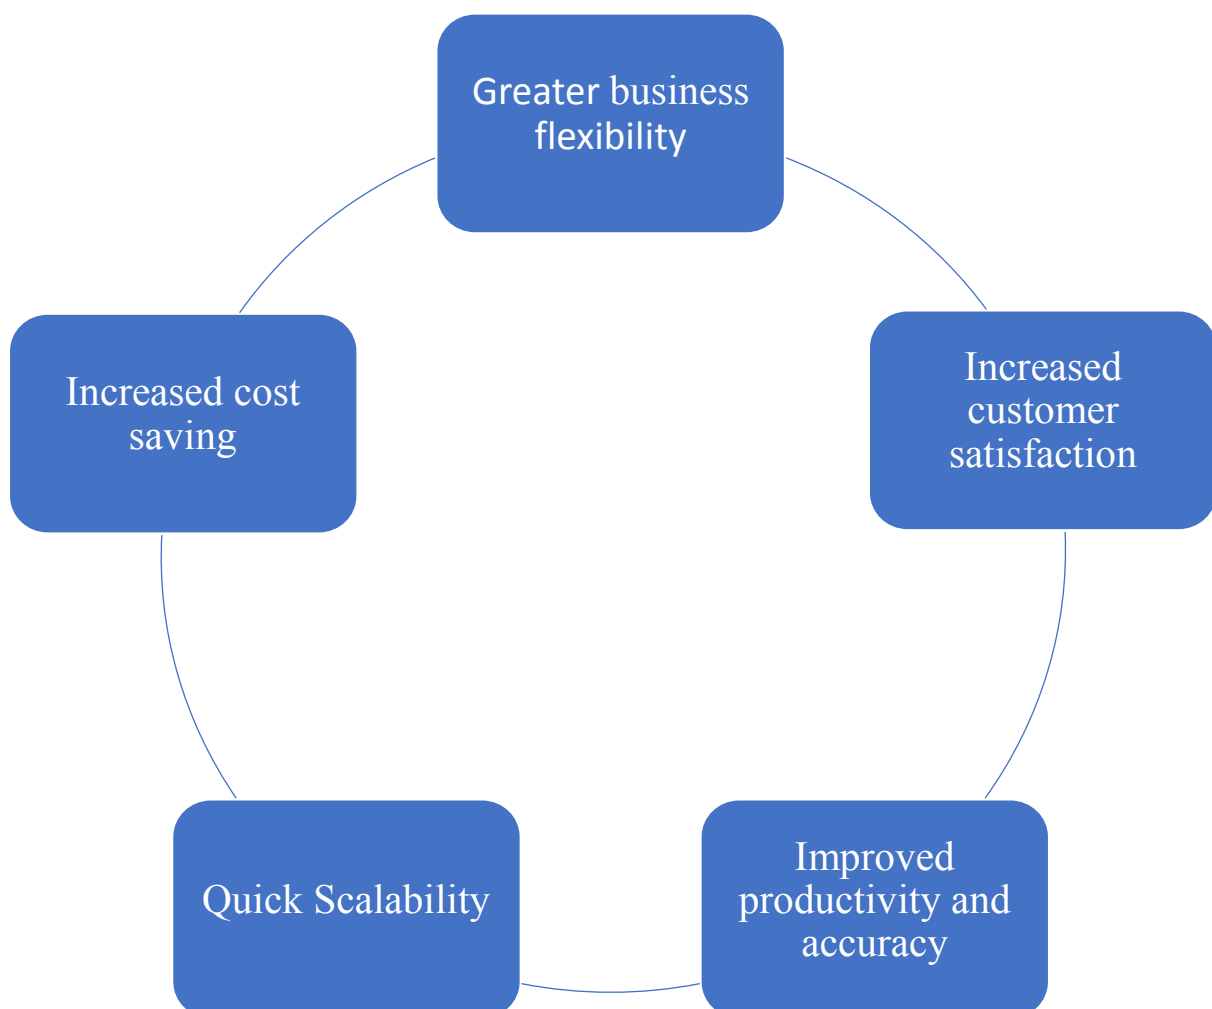 Greater business
flexibility
Increased
customer
satisfaction
Improved
productivity and
accuracy
Quick Scalability
Increased cost
saving